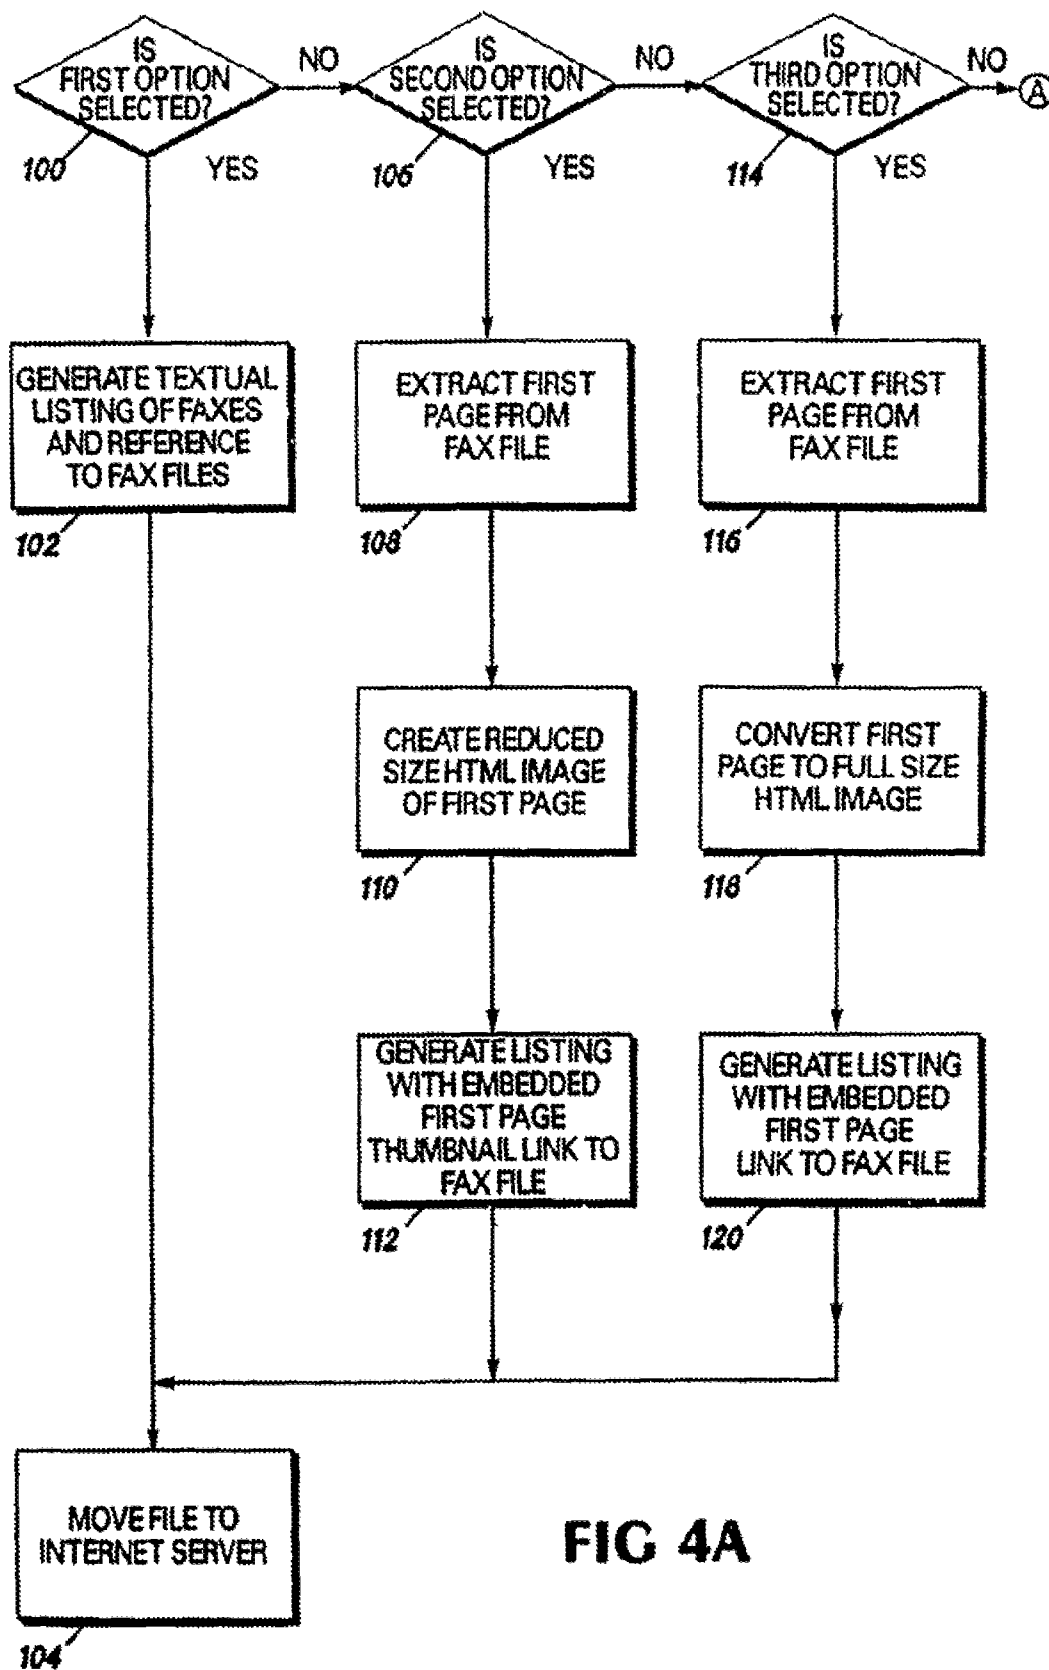 IS
FIRST OPTION
SELECTED?
NO
IS
SECOND OPTION
SELECTED?
NO
IS
THIRD OPTION
SELECTED?
NO
A
100
YES
106
YES
114
YES
GENERATE TEXTUAL
LISTING OF FAXES
AND REFERENCE
TO FAX FILES
102
EXTRACT FIRST
PAGE FROM
FAX FILE
108
EXTRACT FIRST
PAGE FROM
FAX FILE
116
CREATE REDUCED
SIZE HTML IMAGE
OF FIRST PAGE
110
CONVERT FIRST
PAGE TO FULL SIZE
HTML IMAGE
118
GENERATE LISTING
WITH EMBEDDED
FIRST PAGE
THUMBNAIL LINK TO
FAX FILE
112
GENERATE LISTING
WITH EMBEDDED
FIRST PAGE
LINK TO FAX FILE
120
MOVE FILE TO
INTERNET SERVER
104
FIG 4A